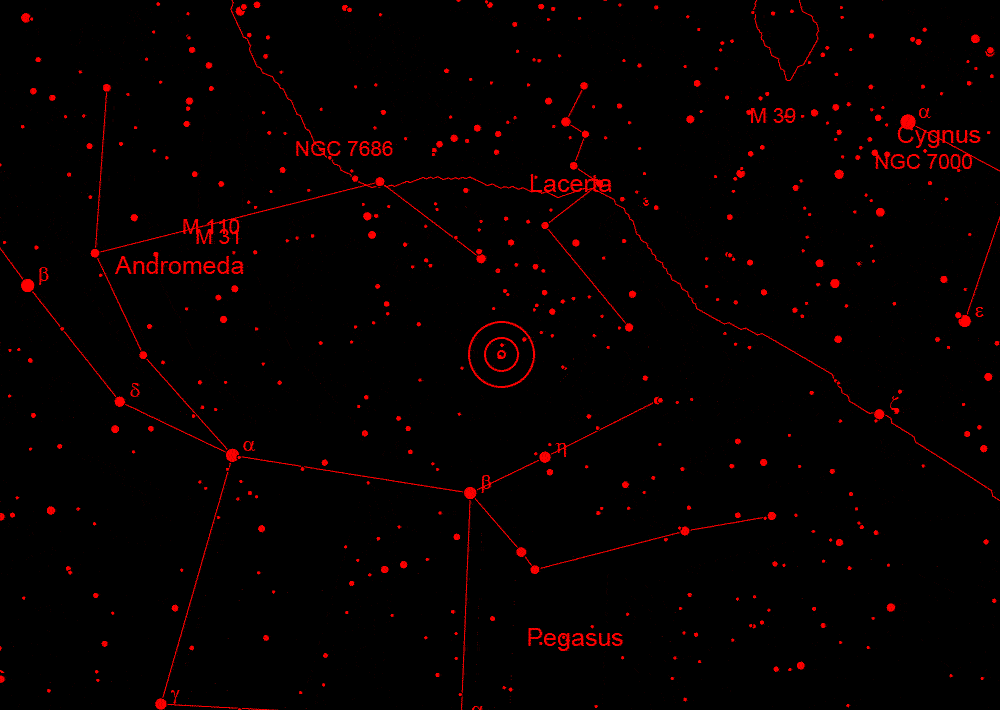 M 39
α
Cygnus
NGC 7686
NGC 7000
Lacerta
M 110
M 31
Andromeda
β
ε
δ
ζ
α
η
β
Pegasus
γ
α